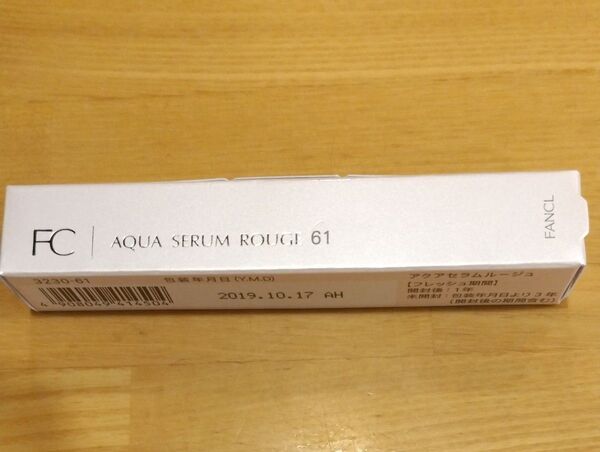 FC AQUA SERUM ROUGE 61
FANCL
3230-61
4908049414504
包装年月日(Y.M.D)
2019.10.17 AH
アクアセラムルージュ
【フレッシュ期間】
開封後:1年
未開封:包装年月日より3年
(開封後の期間含む)